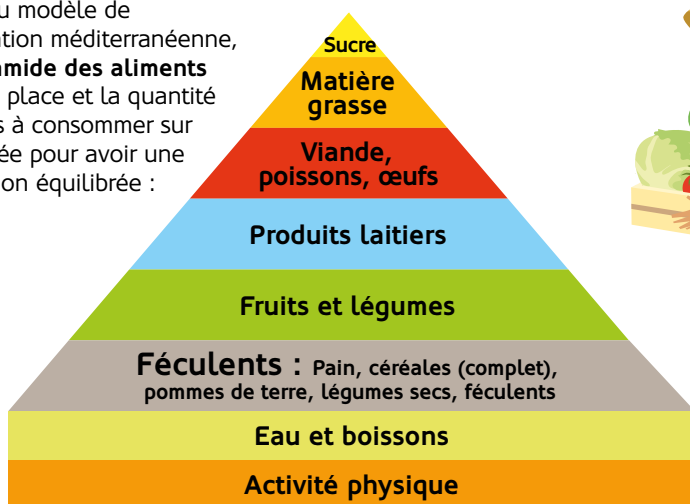 u modèle de
tion méditerranéenne,
amide des aliments
place et la quantité
s à consommer sur
ée pour avoir une
on équilibrée :
Sucre
Matière
grasse
Viande,
poissons, œufs
Produits laitiers
Fruits et légumes
Féculents : Pain, céréales (complet),
pommes de terre, légumes secs, féculents
Eau et boissons
Activité physique